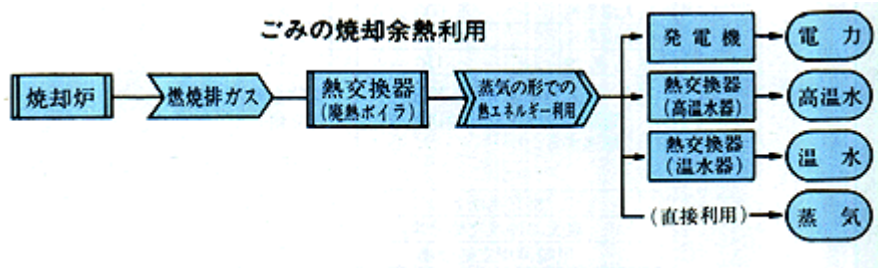 ごみの焼却余熱利用
焼却炉
燃焼排ガス
熱交換器
(廃熱ボイラ)
蒸気の形での
熱エネルギー利用
発電機
電力
熱交換器
(高温水器)
高温水
熱交換器
(温水器)
温水
(直接利用)
蒸気